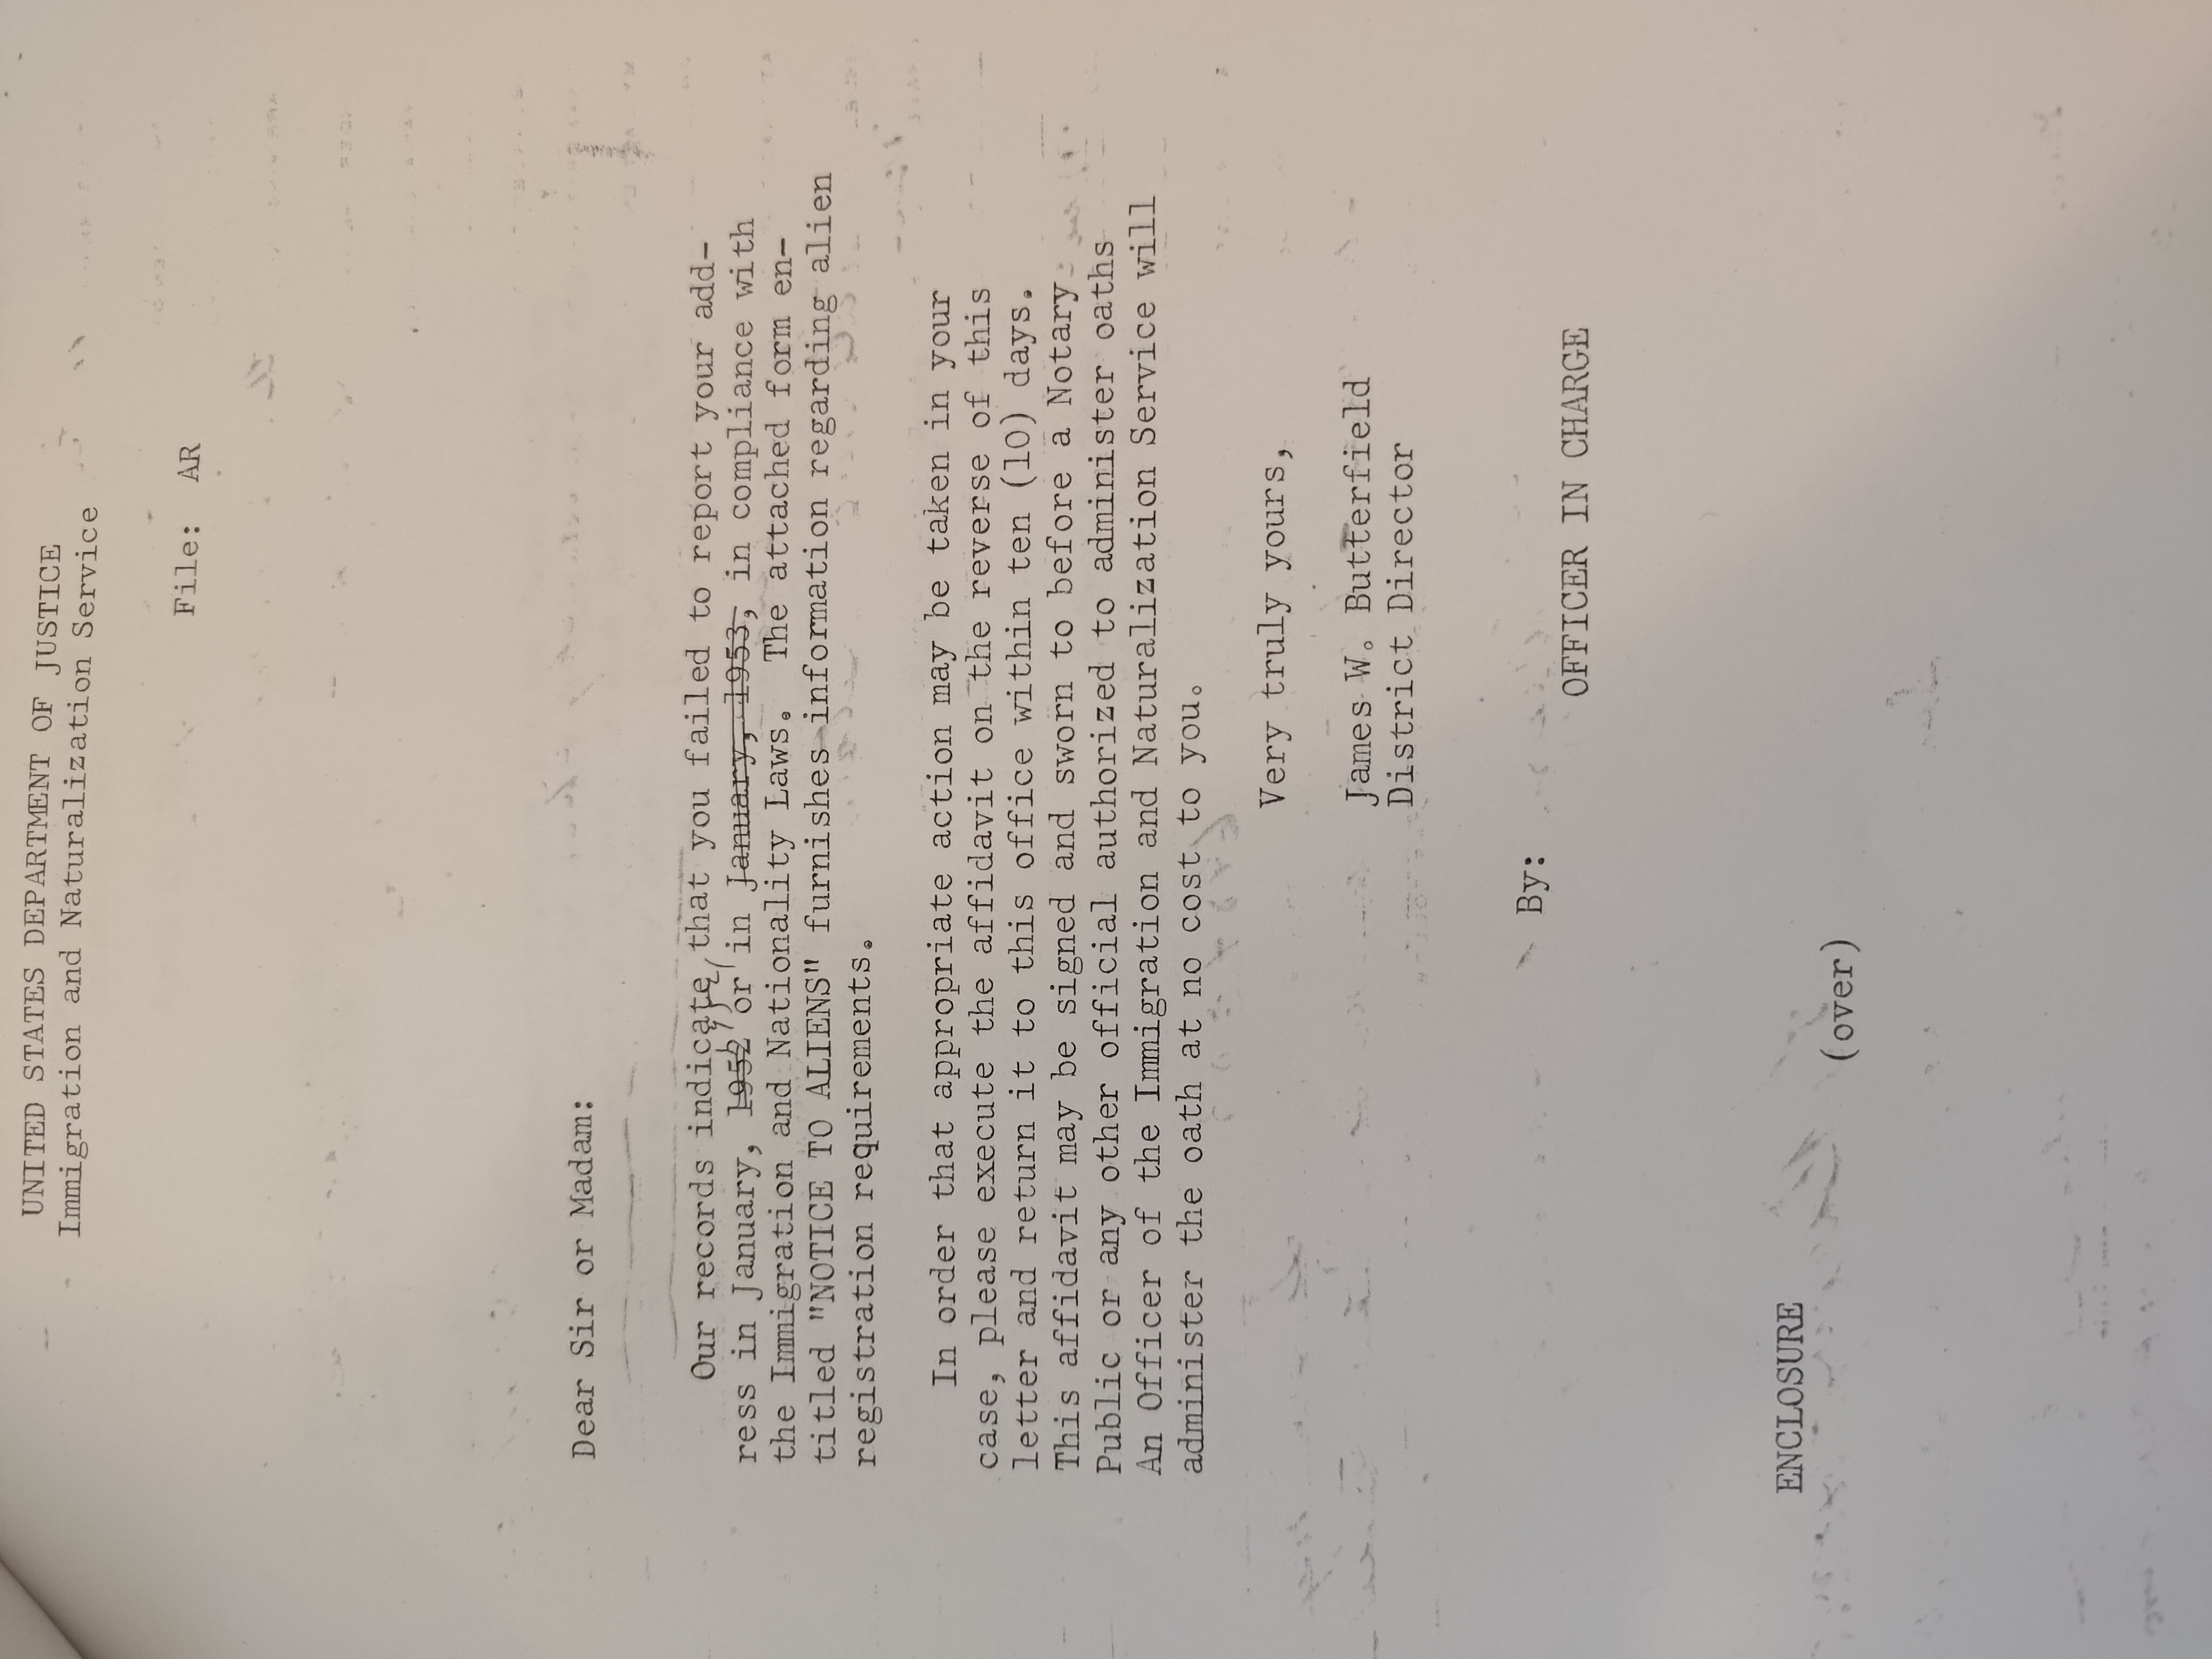 UNITED STATES DEPARTMENT OF JUSTICE
Immigration and Naturalization Service
File: AR
Dear Sir or Madam:
Our records indicate that you failed to report your add-
ress in January, 1952 or in January, 1953, in compliance with
the Immigration and Nationality Laws. The attached form en-
titled "NOTICE TO ALIENS" furnishes information regarding alien
registration requirements.
In order that appropriate action may be taken in your
case, please execute the affidavit on the reverse of this
letter and return it to this office within ten (10) days.
This affidavit may be signed and sworn to before a Notary
Public or any other official authorized to administer oaths
An Officer of the Immigration and Naturalization Service will
administer the oath at no cost to you.
Very truly yours,
James W. Butterfield
District Director
By:
OFFICER IN CHARGE
ENCLOSURE
(over)